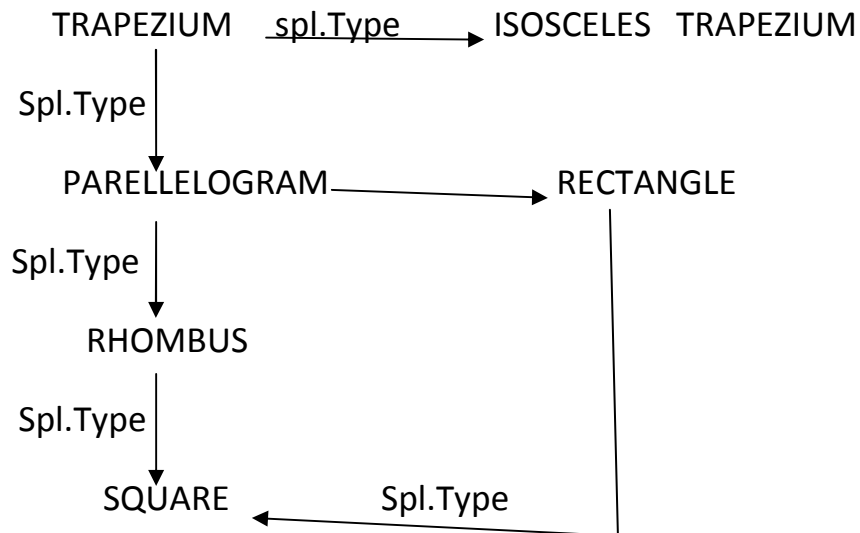 TRAPEZIUM spl.Type ISOSCELES TRAPEZIUM
Spl.Type
PARELLELOGRAM RECTANGLE
Spl.Type
RHOMBUS
Spl.Type
SQUARE Spl.Type